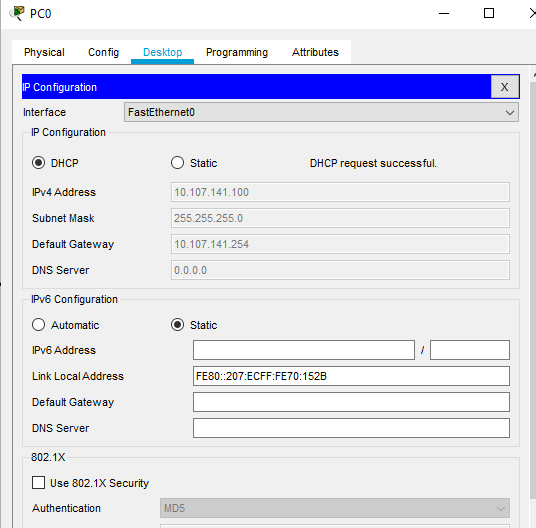 PC0
Physical Config Desktop Programming Attributes
IP Configuration X
Interface FastEthernet0
IP Configuration
DHCP Static DHCP request successful.
IPv4 Address 10.107.141.100
Subnet Mask 255.255.255.0
Default Gateway 10.107.141.254
DNS Server 0.0.0.0
IPv6 Configuration
Automatic Static
IPv6 Address /
Link Local Address FE80::207:ECFF:FE70:152B
Default Gateway
DNS Server
802.1X
Use 802.1X Security
Authentication MD5